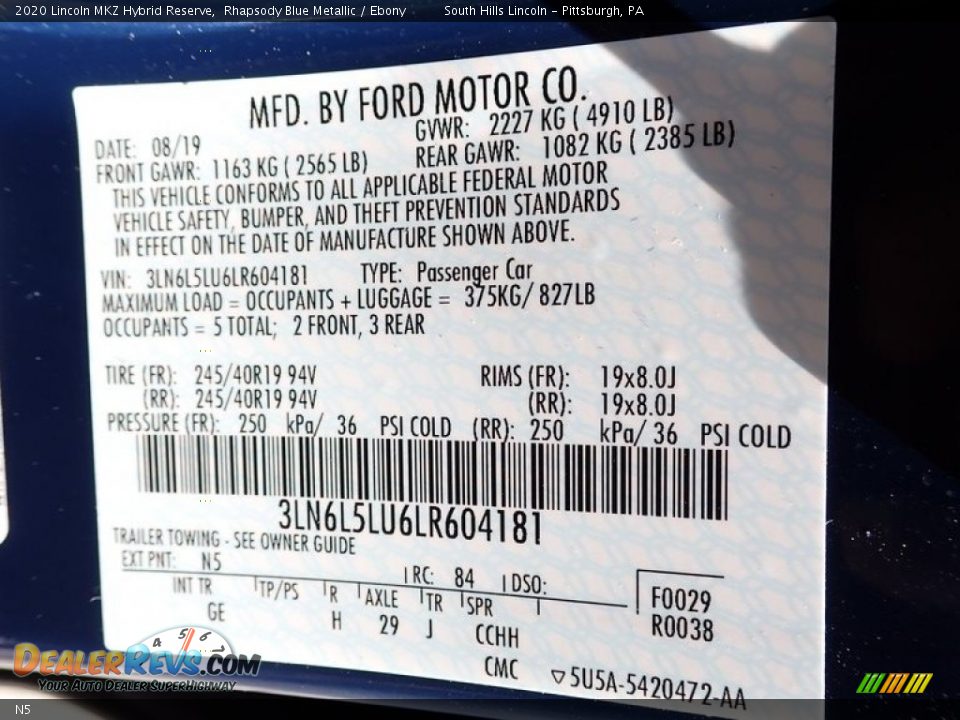 2020 Lincoln MKZ Hybrid Reserve, Rhapsody Blue Metallic / Ebony South Hills Lincoln - Pittsburgh, PA
MFD. BY FORD MOTOR CO.
DATE: 08/19 GVWR: 2227 KG ( 4910 LB)
FRONT GAWR: 1163 KG ( 2565 LB) REAR GAWR: 1082 KG ( 2385 LB)
THIS VEHICLE CONFORMS TO ALL APPLICABLE FEDERAL MOTOR
VEHICLE SAFETY, BUMPER, AND THEFT PREVENTION STANDARDS
IN EFFECT ON THE DATE OF MANUFACTURE SHOWN ABOVE.
VIN: 3LN6L5LU6LR604181 TYPE: Passenger Car
MAXIMUM LOAD = OCCUPANTS + LUGGAGE = 375KG/ 827LB
OCCUPANTS = 5 TOTAL; 2 FRONT, 3 REAR
TIRE (FR): 245/40R19 94V RIMS (FR): 19x8.0J
(RR): 245/40R19 94V (RR): 19x8.0J
PRESSURE (FR): 250 kPa/ 36 PSI COLD (RR): 250 kPa/ 36 PSI COLD
3LN6L5LU6LR604181
TRAILER TOWING - SEE OWNER GUIDE
EXT PNT: N5 RC: 84 DSO:
INT TR TP/PS R AXLE TR SPR F0029
GE H 29 J CCHH R0038
CMC 5U5A-5420472-AA
4 5 6
DEALERREVS.COM
YOUR AUTO DEALER SUPERHIGHWAY
N5